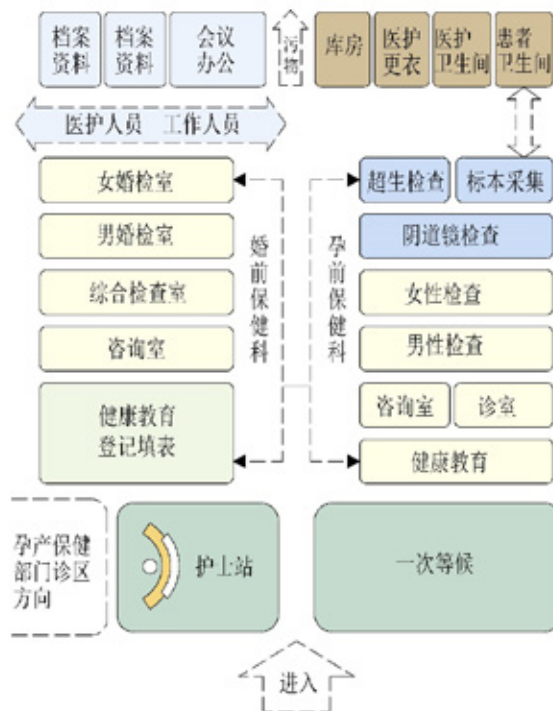 档案
资料
档案
资料
会议
办公
污物
库房
医护
更衣
医护
卫生间
患者
卫生间
医护人员 工作人员
女婚检室
男婚检室
综合检查室
咨询室
健康教育
登记填表
婚前保健科
孕前保健科
超生检查
标本采集
阴道镜检查
女性检查
男性检查
咨询室
诊室
健康教育
孕产保健
部门诊区
方向
护士站
一次等候
进入